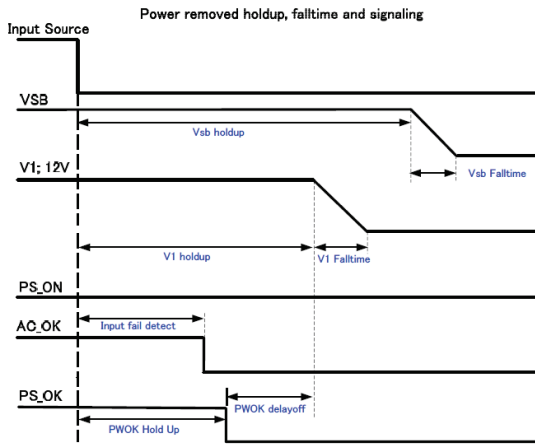 Power removed holdup, falltime and signaling
Input Source
VSB
Vsb holdup
Vsb Falltime
V1; 12V
V1 holdup
V1 Falltime
PS_ON
AC_OK
Input fail detect
PS_OK
PWOK delayoff
PWOK Hold Up